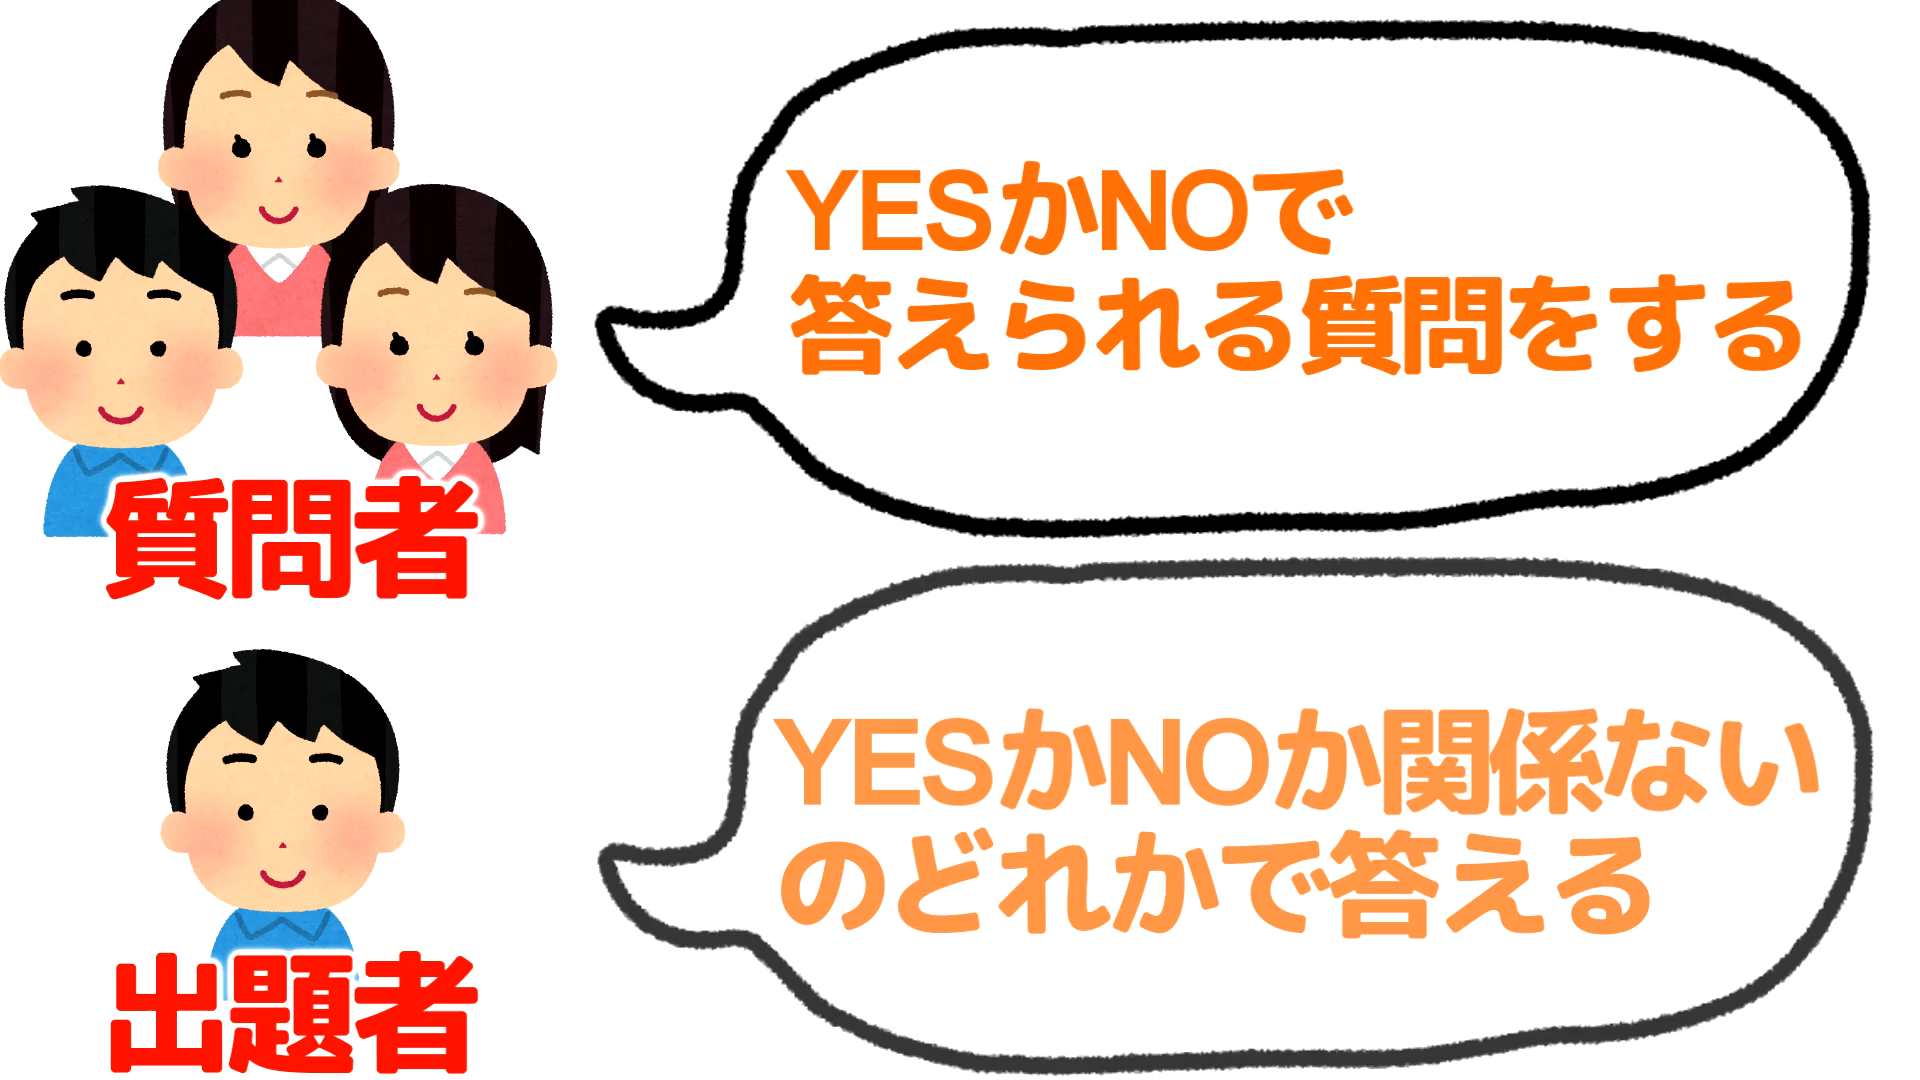 YESかNOで
答えられる質問をする
質問者
YESかNOか関係ない
のどれかで答える
出題者